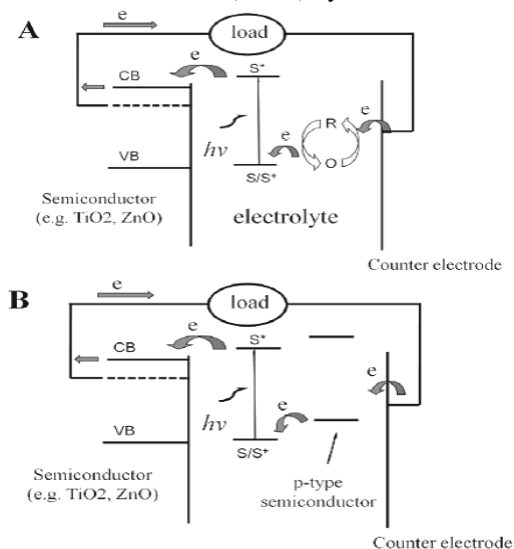 A
e
load
e
S*
CB
e
R
e
hν
VB
O
S/S⁺
Semiconductor
(e.g. TiO2, ZnO)
electrolyte
Counter electrode
B
e
load
e
S*
CB
e
hν
e
VB
S/S⁺
Semiconductor
(e.g. TiO2, ZnO)
p-type
semiconductor
Counter electrode